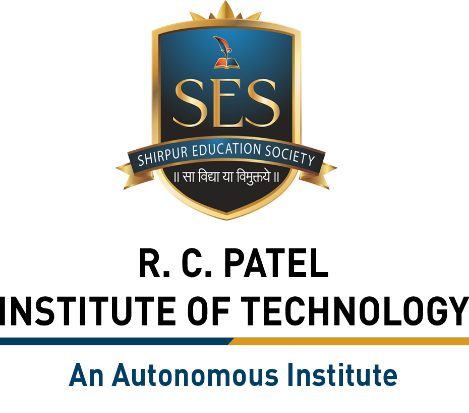 SES
SHIRPUR EDUCATION SOCIETY
॥ सा विद्या या विमुक्तये ॥
R. C. PATEL
INSTITUTE OF TECHNOLOGY
An Autonomous Institute